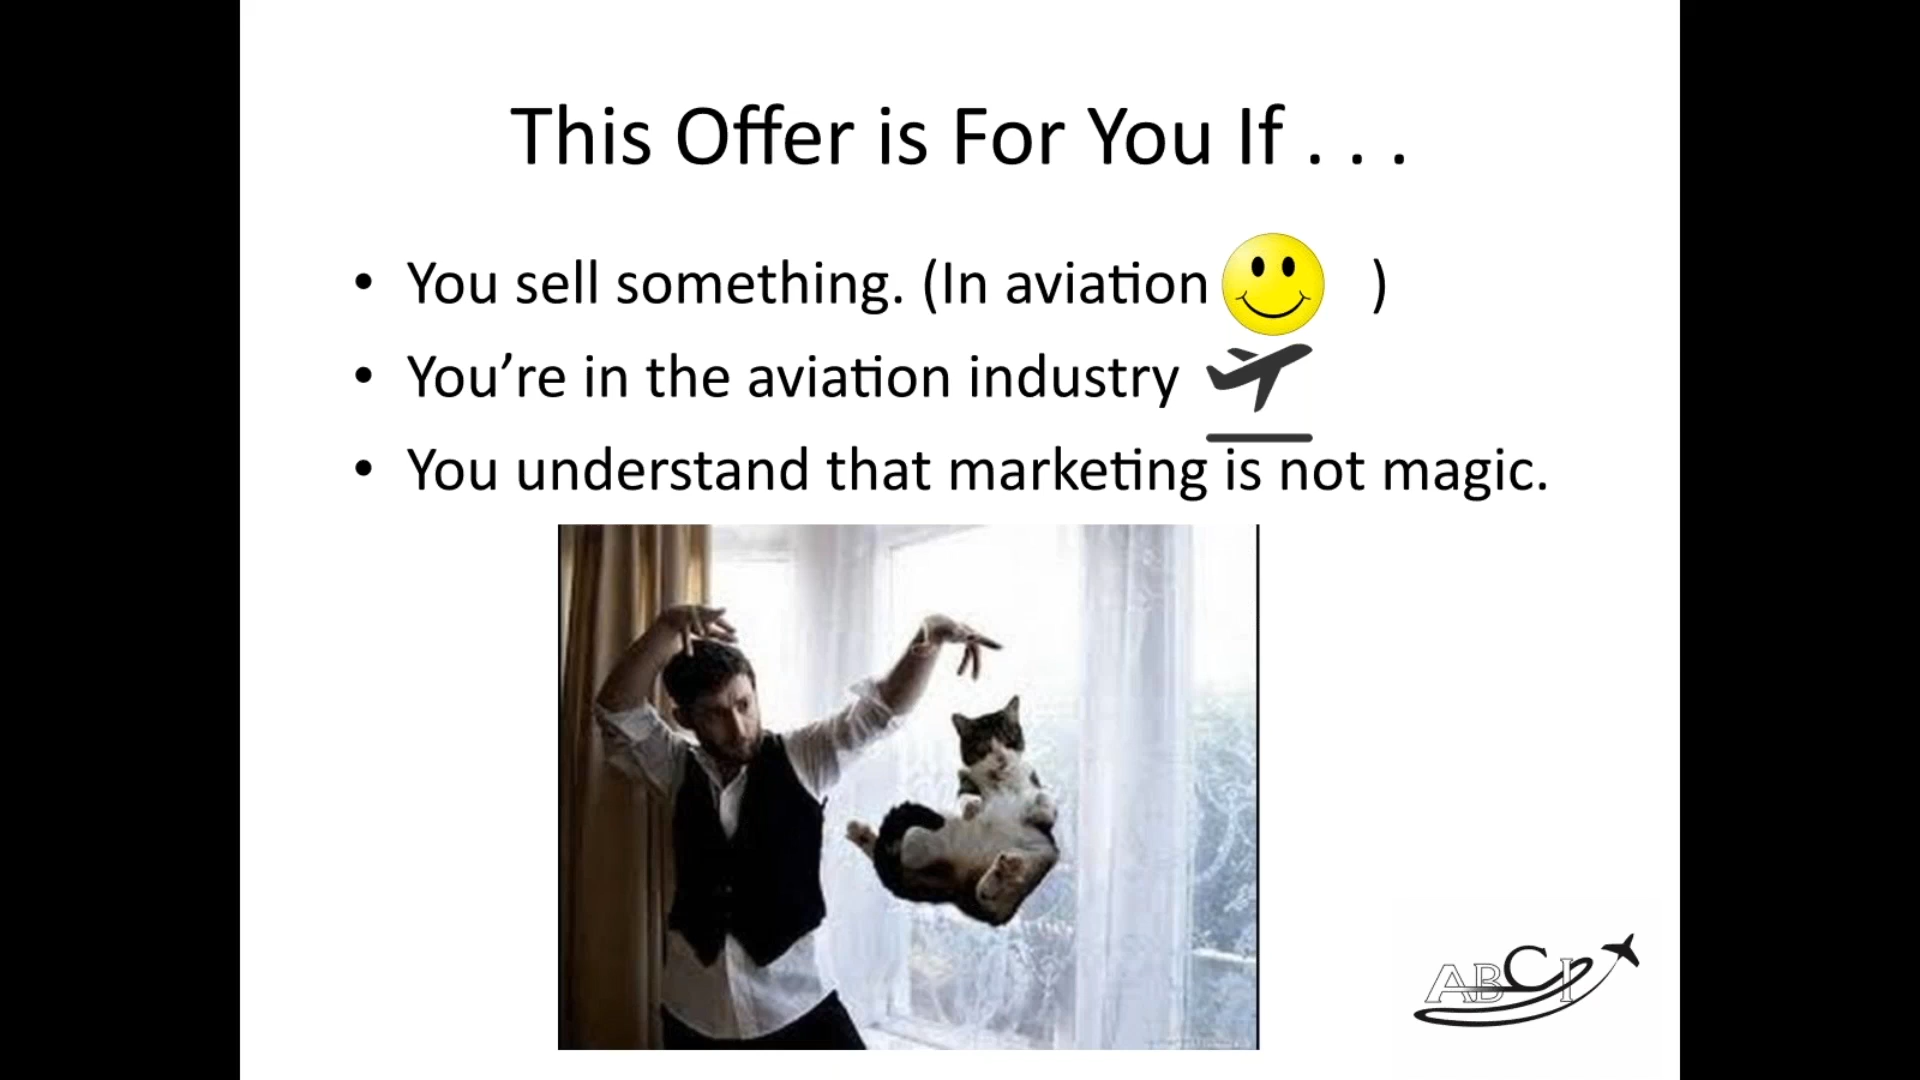 This Offer is For You If . . .
• You sell something. (In aviation )
• You’re in the aviation industry
• You understand that marketing is not magic.
ABCI